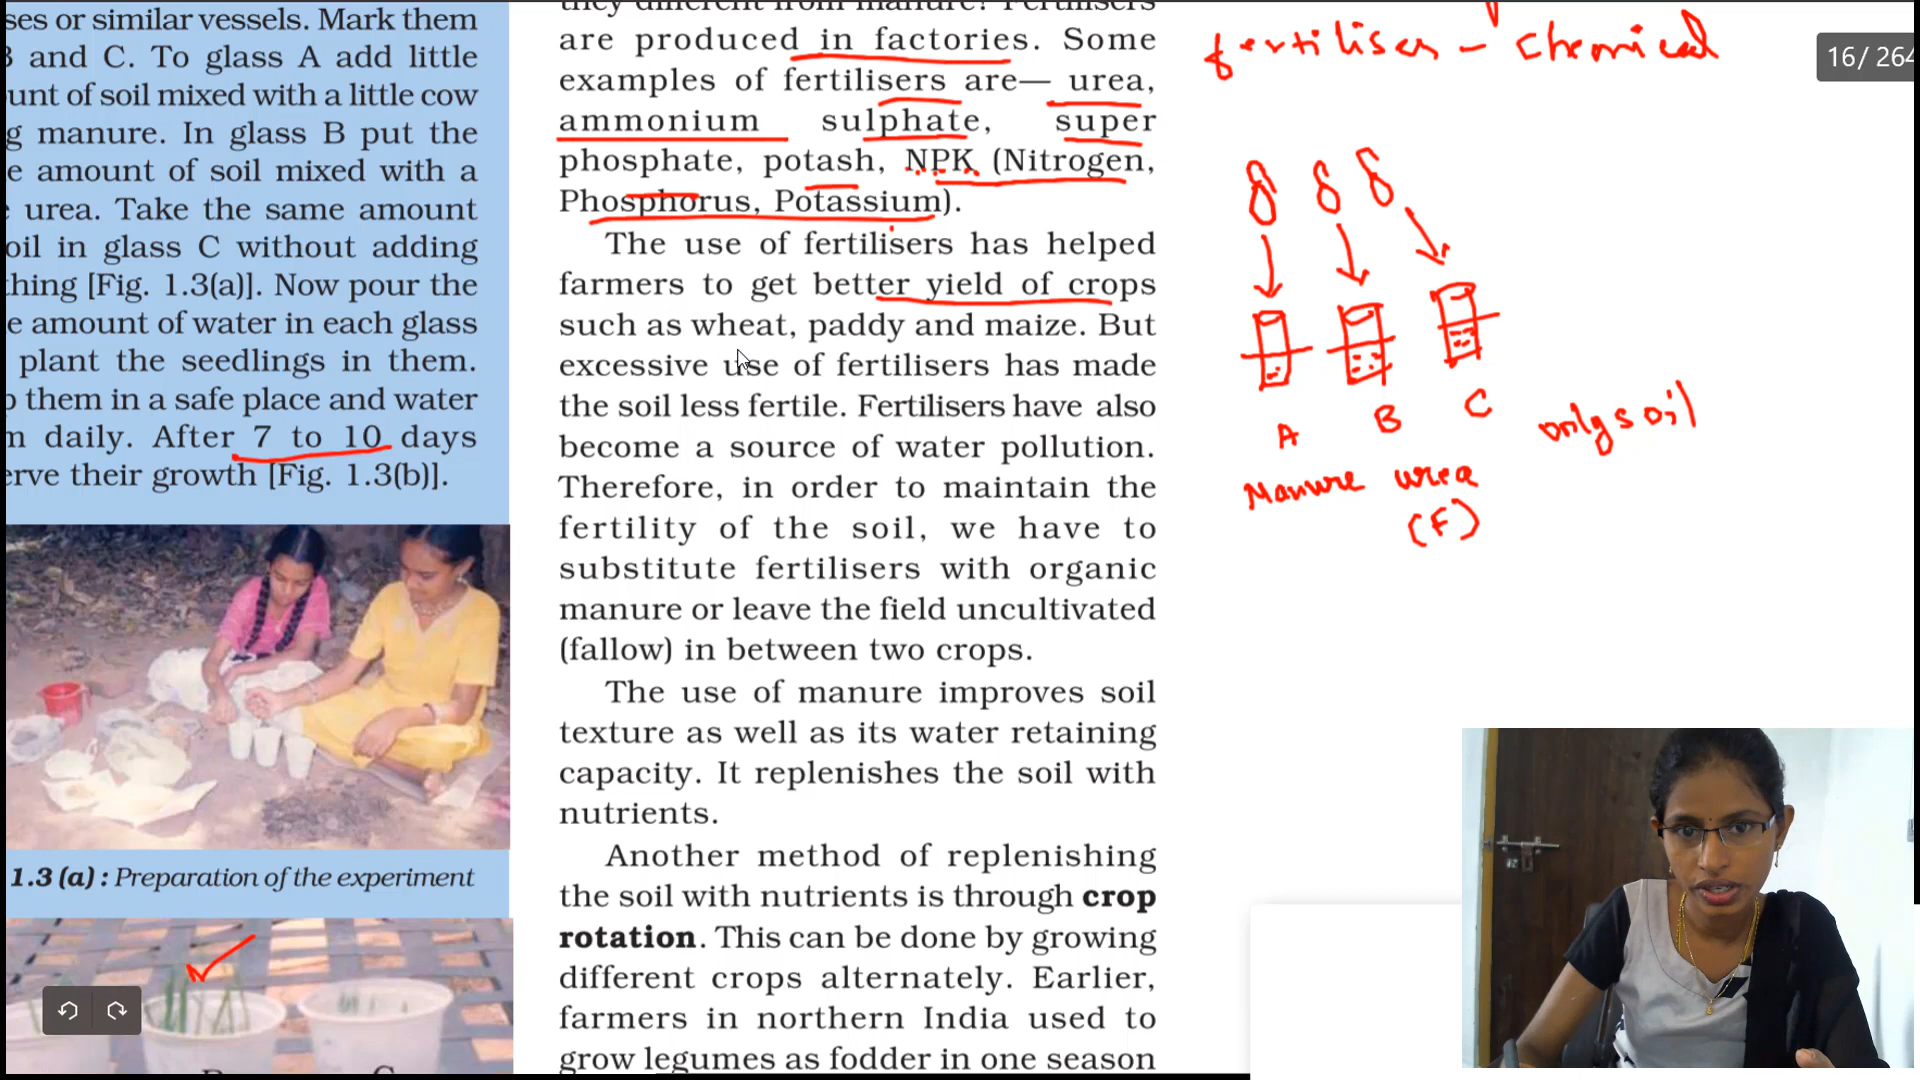 ses or similar vessels. Mark them
B and C. To glass A add little
unt of soil mixed with a little cow
g manure. In glass B put the
e amount of soil mixed with a
urea. Take the same amount
oil in glass C without adding
thing [Fig. 1.3(a)]. Now pour the
e amount of water in each glass
plant the seedlings in them.
p them in a safe place and water
m daily. After 7 to 10 days
erve their growth [Fig. 1.3(b)].
1.3 (a) : Preparation of the experiment
they different from manure? Fertilisers
are produced in factories. Some
examples of fertilisers are— urea,
ammonium sulphate, super
phosphate, potash, NPK (Nitrogen,
Phosphorus, Potassium).
The use of fertilisers has helped
farmers to get better yield of crops
such as wheat, paddy and maize. But
excessive use of fertilisers has made
the soil less fertile. Fertilisers have also
become a source of water pollution.
Therefore, in order to maintain the
fertility of the soil, we have to
substitute fertilisers with organic
manure or leave the field uncultivated
(fallow) in between two crops.
The use of manure improves soil
texture as well as its water retaining
capacity. It replenishes the soil with
nutrients.
Another method of replenishing
the soil with nutrients is through crop
rotation. This can be done by growing
different crops alternately. Earlier,
farmers in northern India used to
grow legumes as fodder in one season
fertiliser - chemical
16/ 264
A B C only soil
Manure urea
(F)